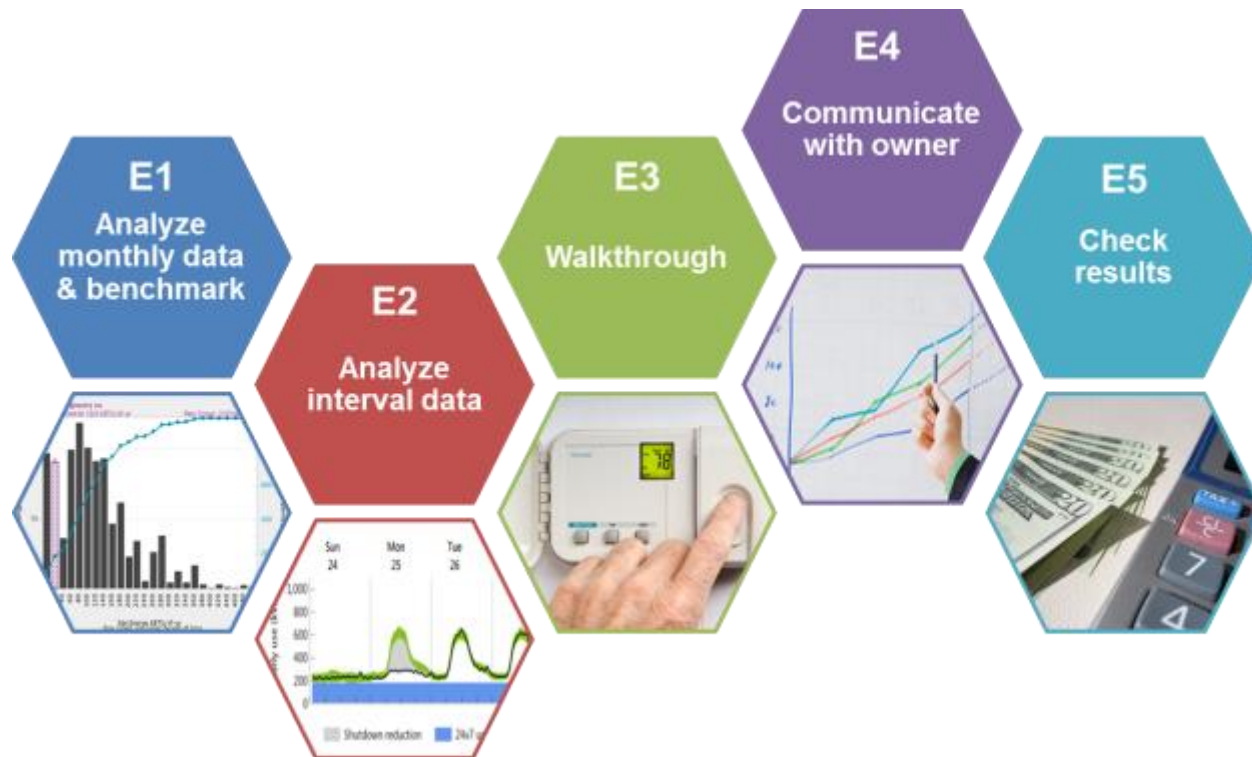 E1
Analyze
monthly data
& benchmark
E2
Analyze
interval data
E3
Walkthrough
E4
Communicate
with owner
E5
Check
results
Sun
24
Mon
25
Tue
26
1,000
800
600
400
200
0
Shutdown reduction
24x7
78
TAX+
7
4